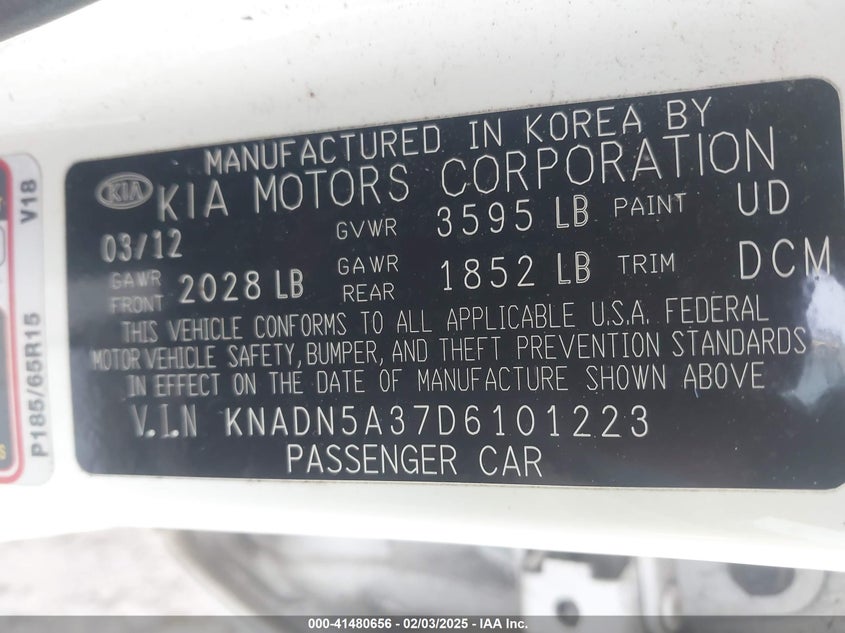 MANUFACTURED IN KOREA BY
KIA KIA MOTORS CORPORATION
03/12 GVWR 3595 LB PAINT UD
GAWR FRONT 2028 LB GAWR REAR 1852 LB TRIM DCM
THIS VEHICLE CONFORMS TO ALL APPLICABLE U.S.A. FEDERAL
MOTOR VEHICLE SAFETY, BUMPER, AND THEFT PREVENTION STANDARDS
IN EFFECT ON THE DATE OF MANUFACTURE SHOWN ABOVE
V.I.N KNADN5A37D6101223
PASSENGER CAR
P185/65R15 V18
000-41480656 - 02/03/2025 - IAA Inc.